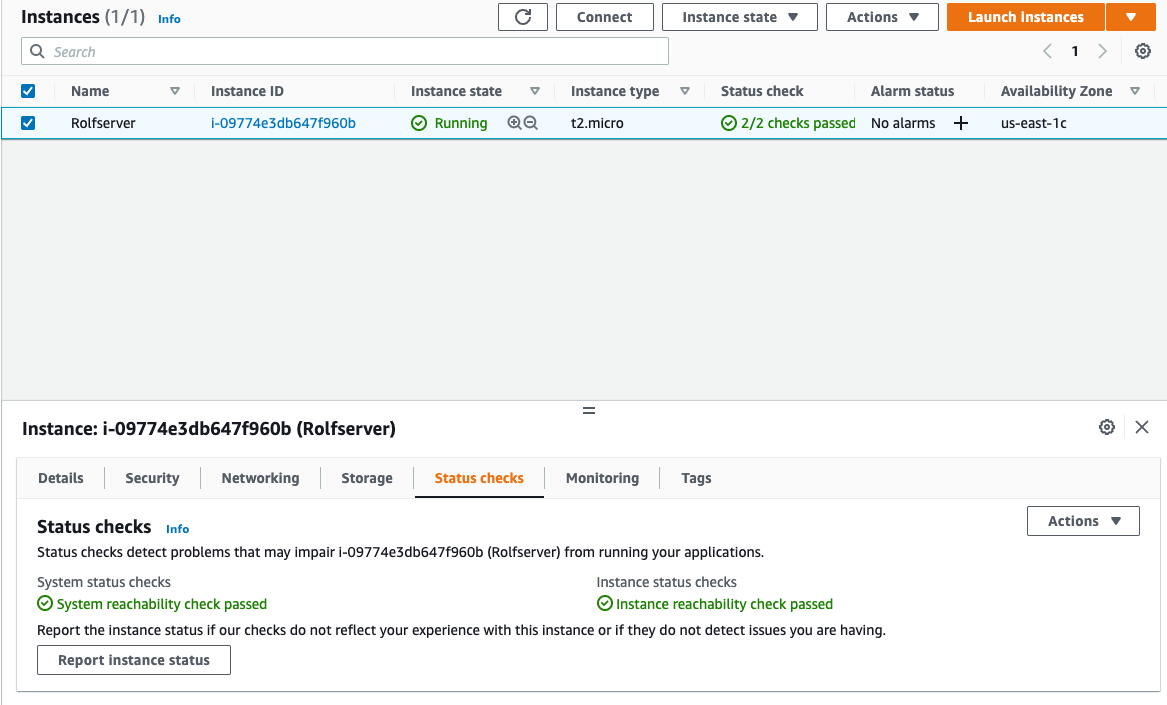 Instances (1/1) Info
Connect
Instance state
Actions
Launch instances
Search
1
Name Instance ID Instance state Instance type Status check Alarm status Availability Zone
Rolfserver i-09774e3db647f960b Running t2.micro 2/2 checks passed No alarms + us-east-1c
Instance: i-09774e3db647f960b (Rolfserver)
Details Security Networking Storage Status checks Monitoring Tags
Status checks Info
Actions
Status checks detect problems that may impair i-09774e3db647f960b (Rolfserver) from running your applications.
System status checks Instance status checks
System reachability check passed Instance reachability check passed
Report the instance status if our checks do not reflect your experience with this instance or if they do not detect issues you are having.
Report instance status